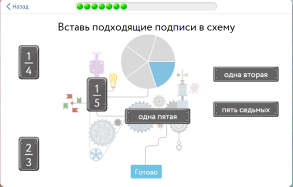 Назад
Вставь подходящие подписи в схему
1
4
1
5
одна пятая
одна вторая
пять седьмых
2
3
Готово